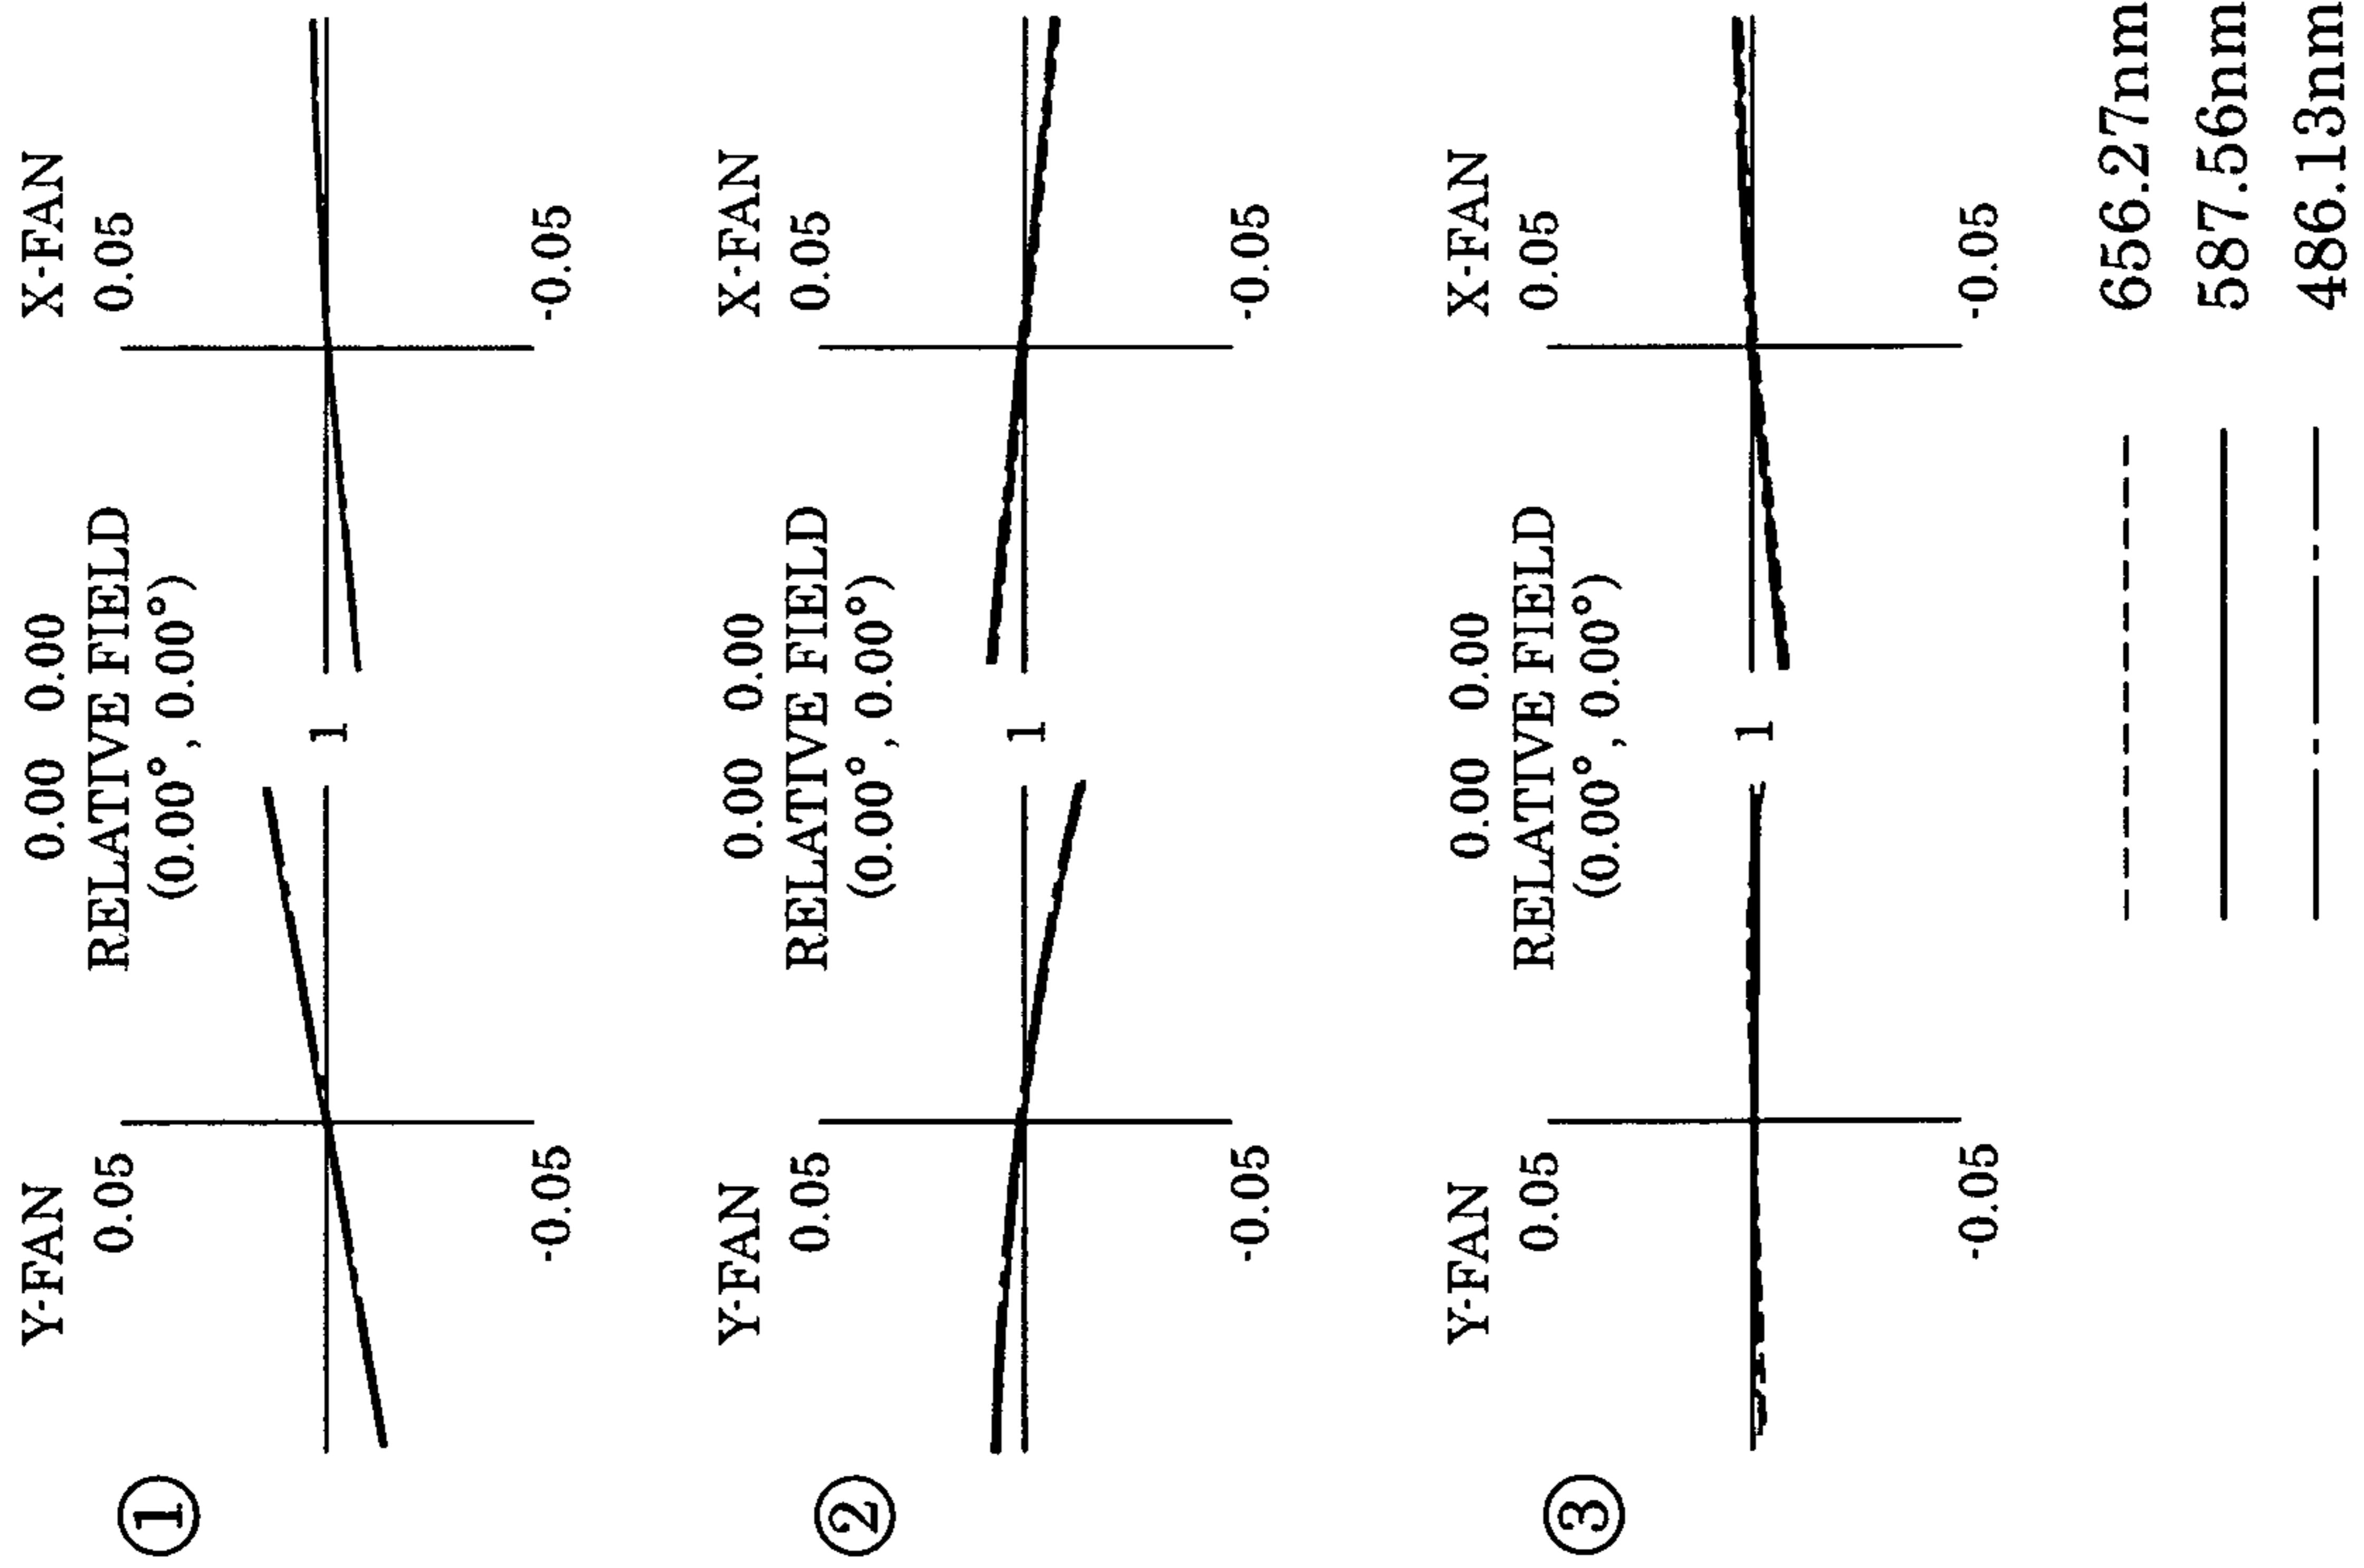 ①
Y-FAN
0.00 0.00
X-FAN
0.05
RELATIVE FIELD
0.05
(0.00°, 0.00°)
1
-0.05
-0.05
②
Y-FAN
0.00 0.00
X-FAN
0.05
RELATIVE FIELD
0.05
(0.00°, 0.00°)
1
-0.05
-0.05
③
Y-FAN
0.00 0.00
X-FAN
0.05
RELATIVE FIELD
0.05
(0.00°, 0.00°)
1
-0.05
-0.05
656.27nm
587.56nm
486.13nm